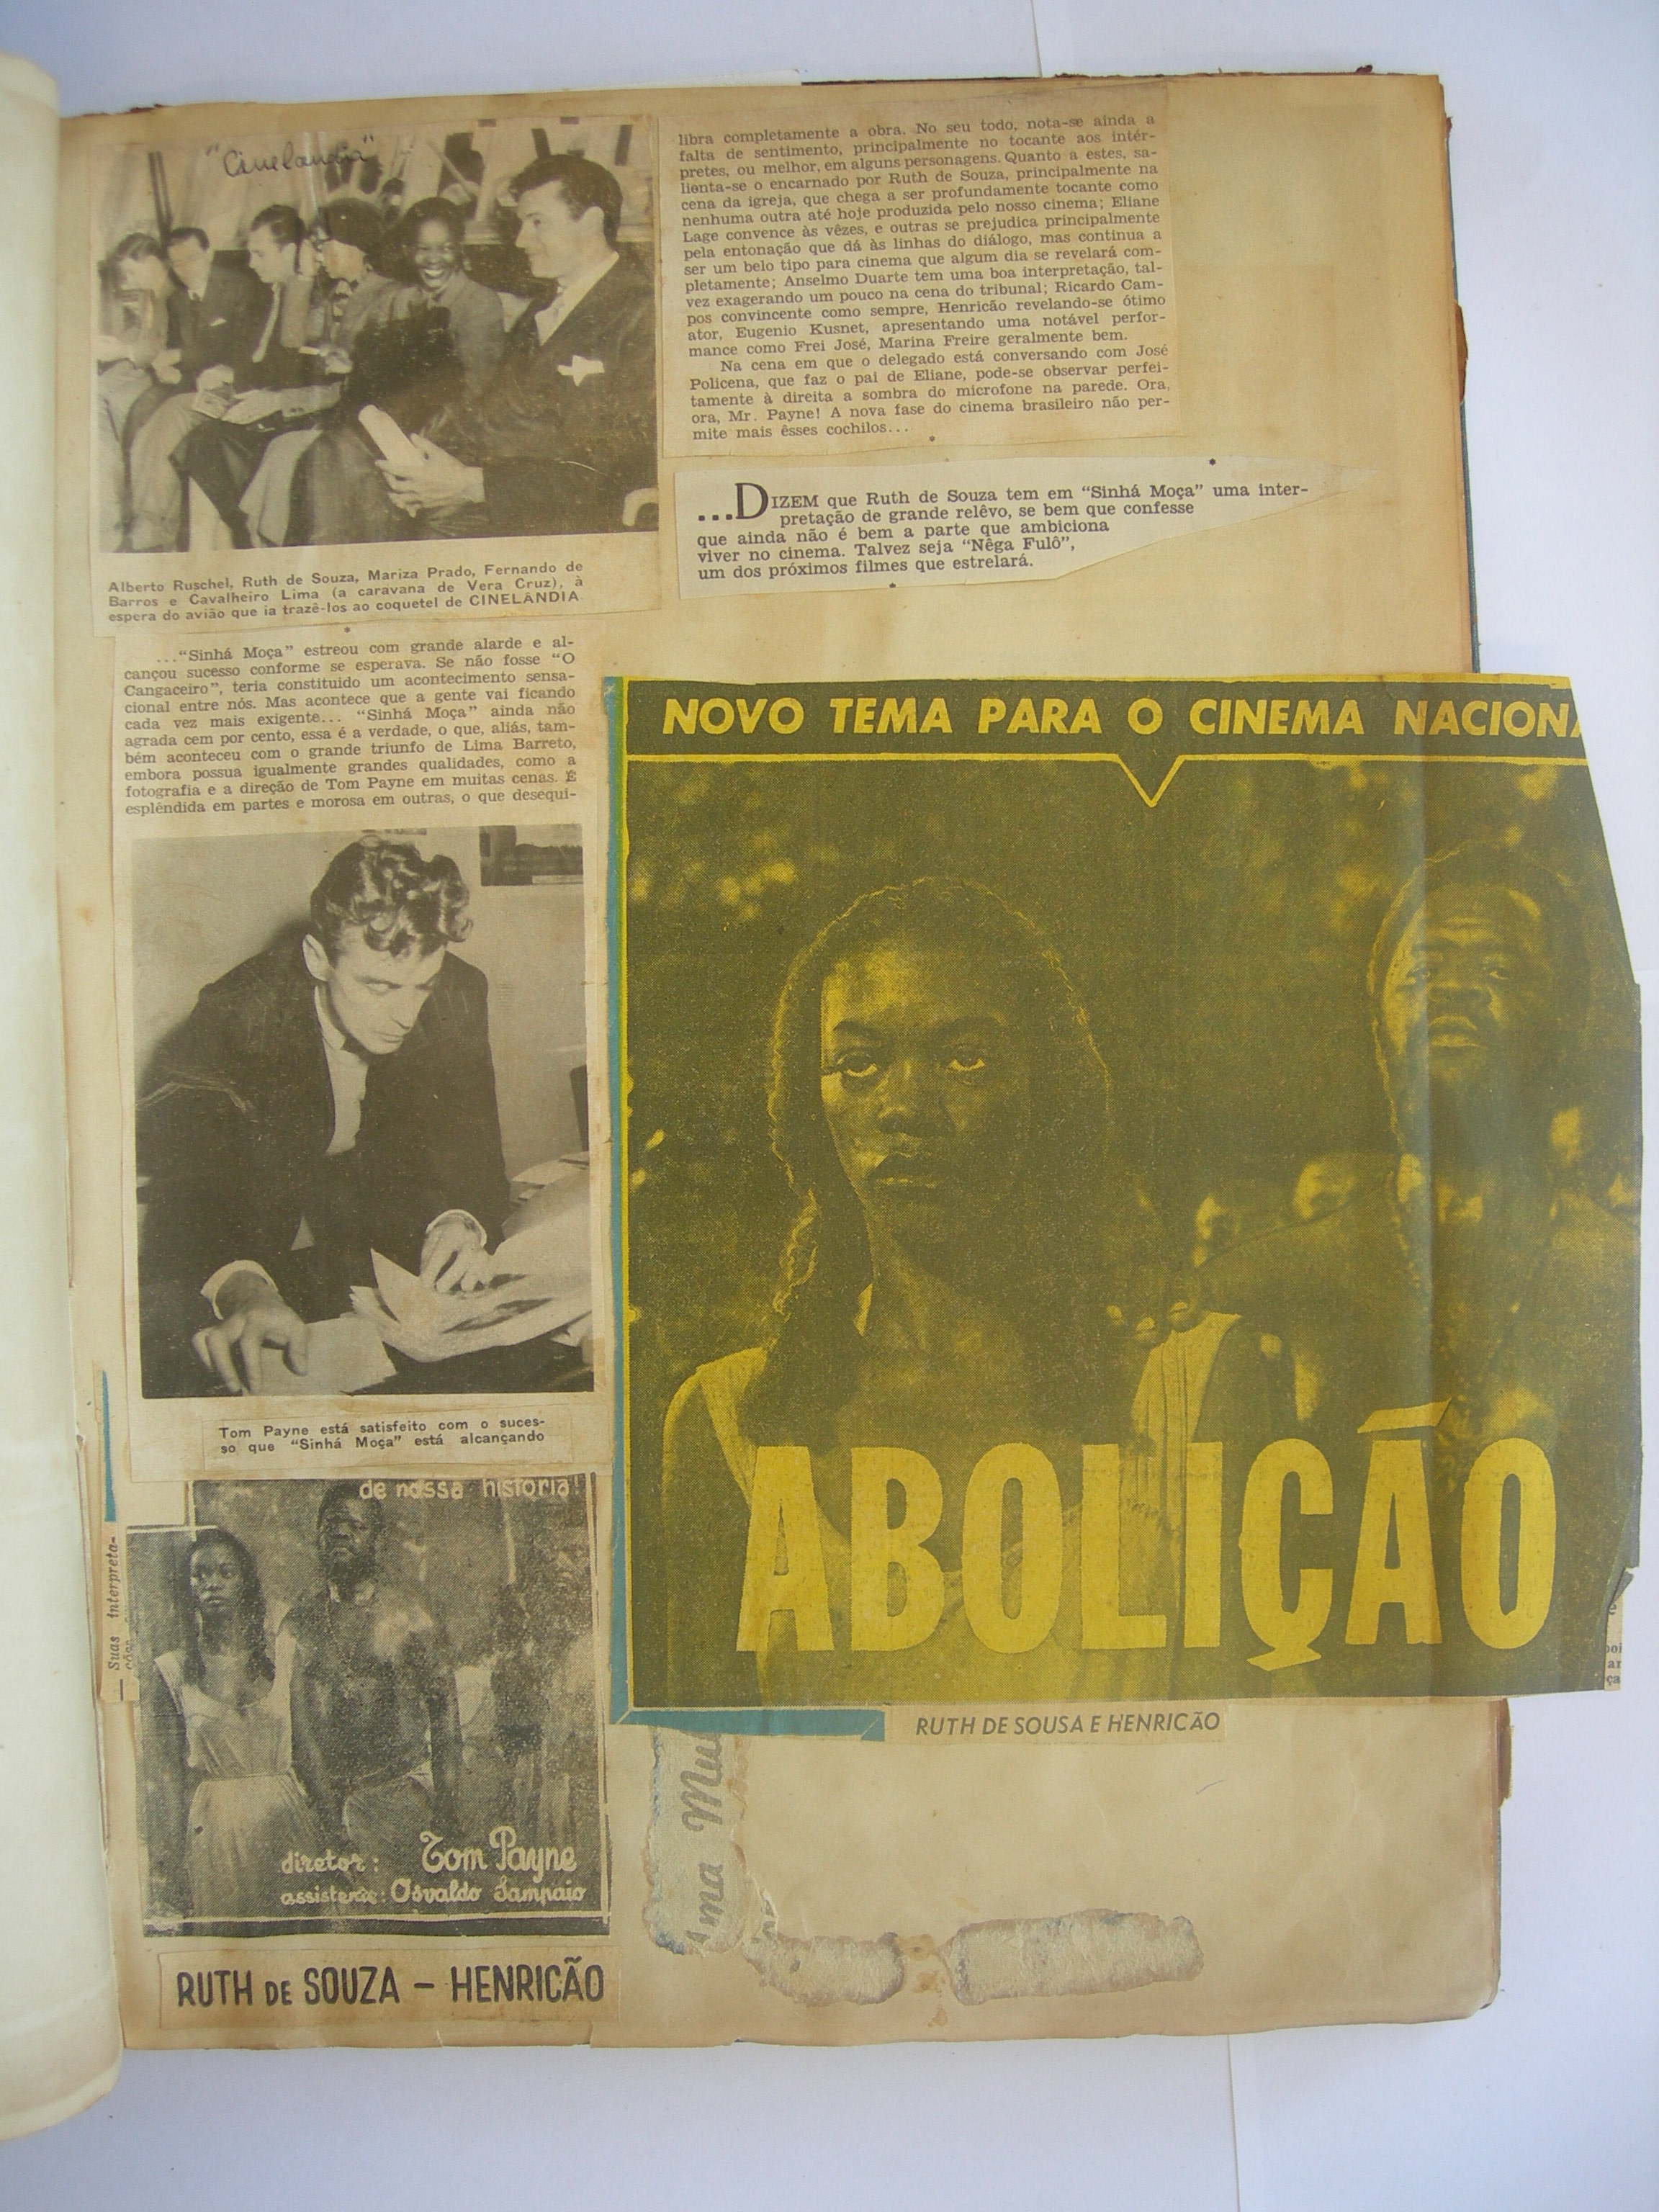 "Cinelandia"
Alberto Ruschel, Ruth de Souza, Mariza Prado, Fernando de
Barros e Cavalheiro Lima (a caravana de Vera Cruz), à
espera do avião que ia trazê-los ao coquetel de CINELÂNDIA
..."Sinhá Moça" estreou com grande alarde e al-
cançou sucesso conforme se esperava. Se não fosse "O
Cangaceiro", teria constituido um acontecimento sensa-
cional entre nós. Mas acontece que a gente vai ficando
cada vez mais exigente... "Sinhá Moça" ainda não
agrada cem por cento, essa é a verdade, o que, aliás, tam-
bém aconteceu com o grande triunfo de Lima Barreto,
embora possua igualmente grandes qualidades, como a
fotografia e a direção de Tom Payne em muitas cenas. É
esplêndida em partes e morosa em outras, o que desequi-
libra completamente a obra. No seu todo, nota-se ainda a
falta de sentimento, principalmente no tocante aos intér-
pretes, ou melhor, em alguns personagens. Quanto a estes, sa-
lienta-se o encarnado por Ruth de Souza, principalmente na
cena da igreja, que chega a ser profundamente tocante como
nenhuma outra até hoje produzida pelo nosso cinema; Eliane
Lage convence às vêzes, e outras se prejudica principalmente
pela entonação que dá às linhas do diálogo, mas continua a
ser um belo tipo para cinema que algum dia se revelará com-
pletamente; Anselmo Duarte tem uma boa interpretação, tal-
vez exagerando um pouco na cena do tribunal; Ricardo Cam-
pos convincente como sempre, Henricão revelando-se ótimo
ator, Eugenio Kusnet, apresentando uma notável perfor-
mance como Frei José, Marina Freire geralmente bem.
Na cena em que o delegado está conversando com José
Policena, que faz o pai de Eliane, pode-se observar perfei-
tamente à direita a sombra do microfone na parede. Ora,
ora, Mr. Payne! A nova fase do cinema brasileiro não per-
mite mais êsses cochilos...
...DIZEM que Ruth de Souza tem em "Sinhá Moça" uma inter-
pretação de grande relêvo, se bem que confesse
que ainda não é bem a parte que ambiciona
viver no cinema. Talvez seja "Nêga Fulô",
um dos próximos filmes que estrelará.
Tom Payne está satisfeito com o suces-
so que "Sinhá Moça" está alcançando
NOVO TEMA PARA O CINEMA NACIONA
ABOLIÇÃO
RUTH DE SOUSA E HENRICÃO
de nossa historia!
diretor: Tom Payne
assistente: Osvaldo Sampaio
RUTH DE SOUZA – HENRICÃO
— Suas interpreta-
ma Mu